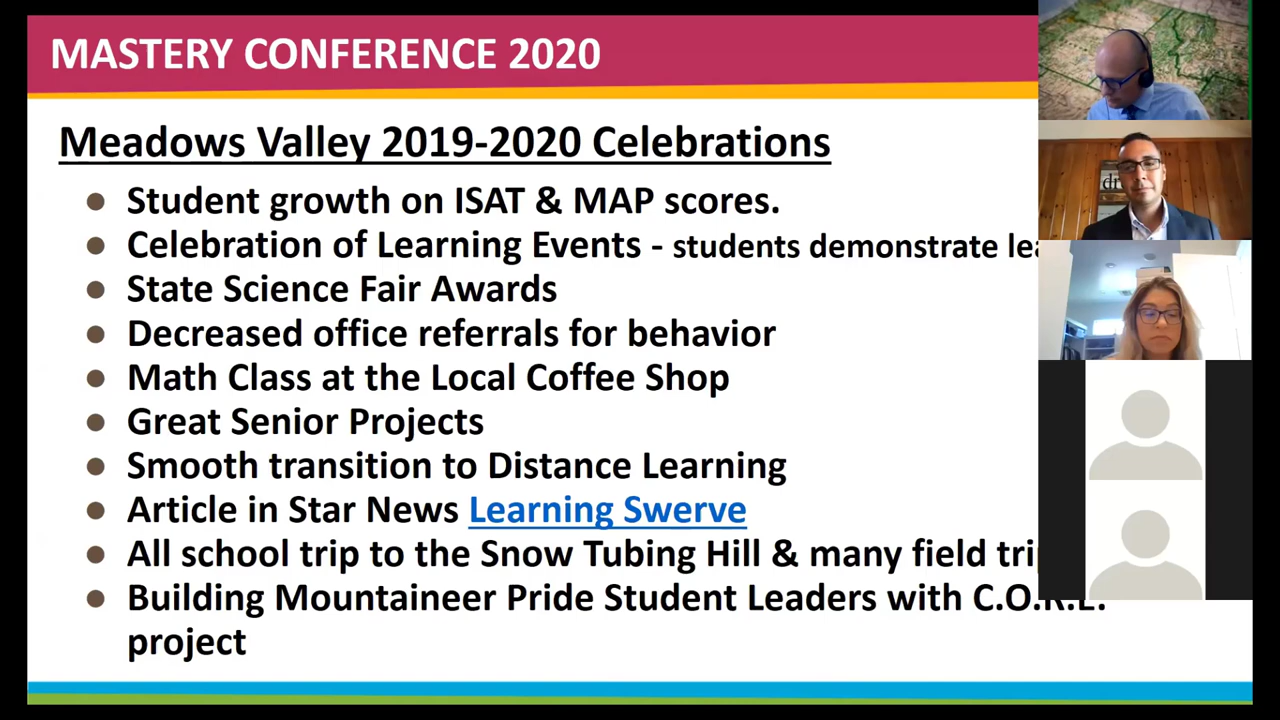 MASTERY CONFERENCE 2020
Meadows Valley 2019-2020 Celebrations
● Student growth on ISAT & MAP scores.
● Celebration of Learning Events - students demonstrate
● State Science Fair Awards
● Decreased office referrals for behavior
● Math Class at the Local Coffee Shop
● Great Senior Projects
● Smooth transition to Distance Learning
● Article in Star News Learning Swerve
● All school trip to the Snow Tubing Hill & many field
● Building Mountaineer Pride Student Leaders with C.O.R.E.
project